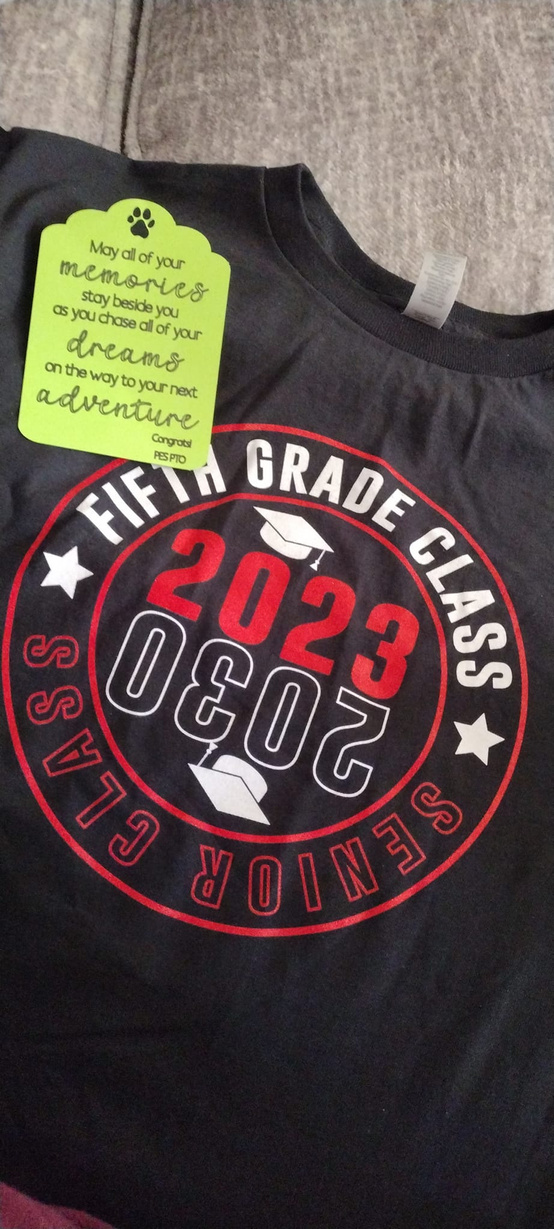 May all of your
memories
stay beside you
as you chase all of your
dreams
on the way to your next
adventure
Congrats!
PES PTO
FIFTH GRADE CLASS
2023
2030
SENIOR CLASS